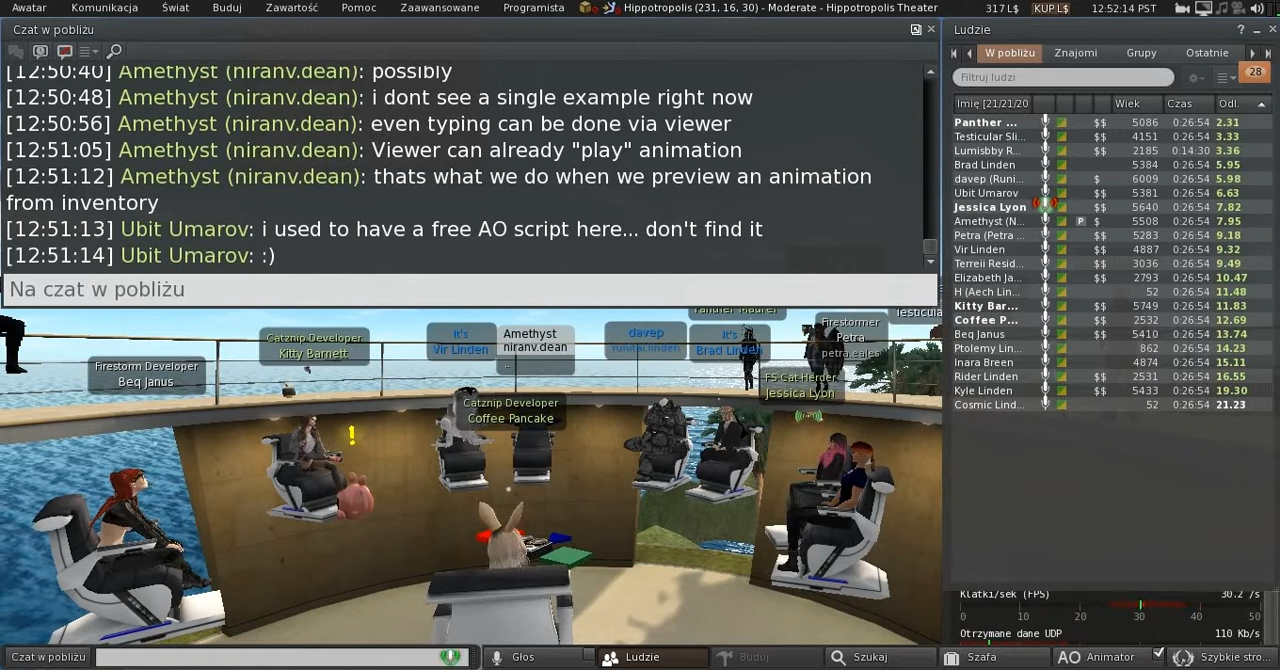 Awatar Komunikacja Świat Buduj Zawartość Pomoc Zaawansowane Programista Hippotropolis (231, 16, 30) - Moderate - Hippotropolis Theater 317 L$ KUP L$ 12:52:14 PST
Czat w pobliżu
[12:50:40] Amethyst (niranv.dean): possibly
[12:50:48] Amethyst (niranv.dean): i dont see a single example right now
[12:50:56] Amethyst (niranv.dean): even typing can be done via viewer
[12:51:05] Amethyst (niranv.dean): Viewer can already "play" animation
[12:51:12] Amethyst (niranv.dean): thats what we do when we preview an animation
from inventory
[12:51:13] Ubit Umarov: i used to have a free AO script here... don't find it
[12:51:14] Ubit Umarov: :)
Na czat w pobliżu
Firestorm Developer
Beq Janus
Catznip Developer
Kitty Barnett
It's
Vir Linden
Amethyst
niranv.dean
..
Catznip Developer
Coffee Pancake
davep
runitai.linden
Panther Maurer
It's
Brad Linden
Firestormer
Petra
petra.eales
Testicula
FS Cat Herder
Jessica Lyon
Ludzie
? _ ×
W pobliżu Znajomi Grupy Ostatnie
Filtruj ludzi
28
Imię [21/21/20 Wiek Czas Odl.
Panther ... $$ 5086 0:26:54 2.31
Testicular Sli... $$ 4151 0:26:54 3.33
Lumisbby R... $$ 2185 0:14:30 3.36
Brad Linden 5384 0:26:54 5.95
davep (Runi... $ 6009 0:26:54 5.98
Ubit Umarov $$ 5381 0:26:54 6.63
Jessica Lyon $$ 5640 0:26:54 7.82
Amethyst (N... P $ 5508 0:26:54 7.95
Petra (Petra ... $$ 5283 0:26:54 9.18
Vir Linden $$ 4887 0:26:54 9.32
Terreii Resid... $$ 3036 0:26:54 9.49
Elizabeth Ja... $$ 2793 0:26:54 10.47
H (Aech Lin... 52 0:26:54 11.48
Kitty Bar... $$ 5749 0:26:54 11.83
Coffee P... $$ 2532 0:26:54 12.69
Beq Janus $$ 5410 0:26:54 13.74
Ptolemy Lin... 862 0:26:54 14.23
Inara Breen 4874 0:26:54 15.11
Rider Linden $$ 2531 0:26:54 16.55
Kyle Linden $$ 5433 0:26:54 19.30
Cosmic Lind... 52 0:26:54 21.23
Klatki/sek (FPS) 30.2 /s
0 10 20 30 40 50
Otrzymane dane UDP 110 Kb/s
Czat w pobliżu Głos Ludzie Buduj Szukaj Szafa AO Animator Szybkie stro...